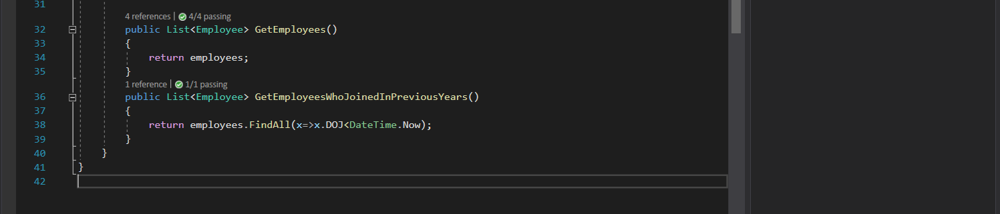 31
4 references | 4/4 passing
32 public List<Employee> GetEmployees()
33 {
34 return employees;
35 }
1 reference | 1/1 passing
36 public List<Employee> GetEmployeesWhoJoinedInPreviousYears()
37 {
38 return employees.FindAll(x=>x.DOJ<DateTime.Now);
39 }
40 }
41 }
42